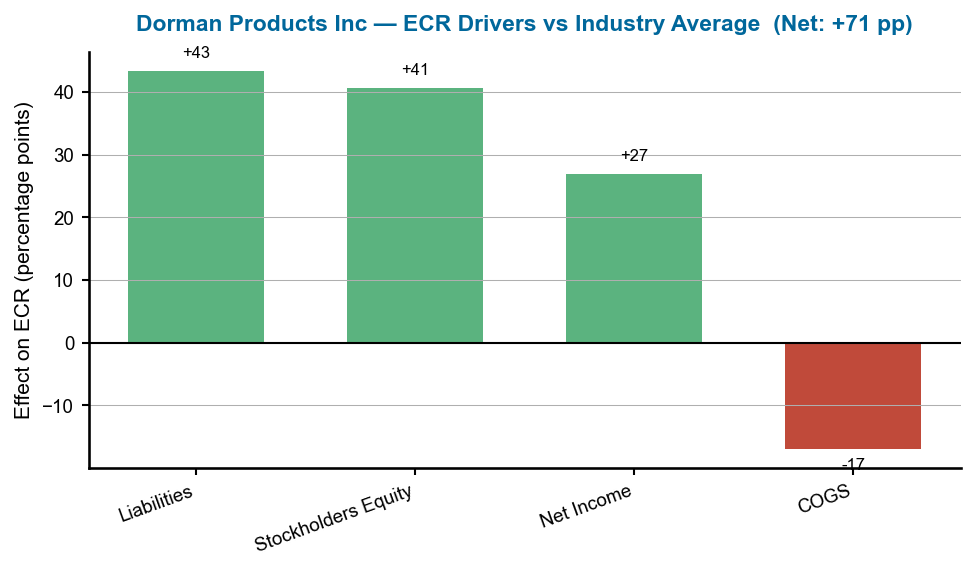 Dorman Products Inc — ECR Drivers vs Industry Average  (Net: +71 pp)
Effect on ECR (percentage points)
40
30
20
10
0
−10
+43
+41
+27
-17
Liabilities
Stockholders Equity
Net Income
COGS